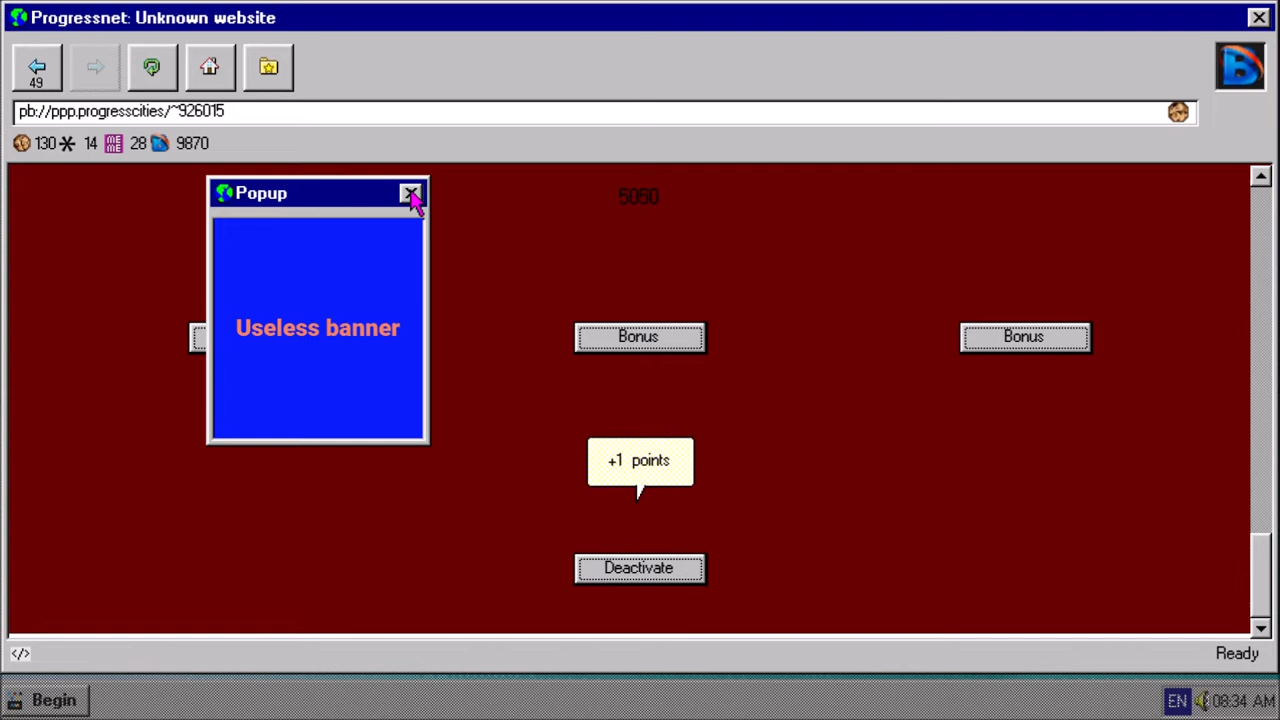 Progressnet: Unknown website
49
pb://ppp.progresscities/~926015
130 14 MEME 28 9870
Popup
5050
Useless banner
Bonus
Bonus
+1 points
Deactivate
</> Ready
Begin
EN 08:34 AM